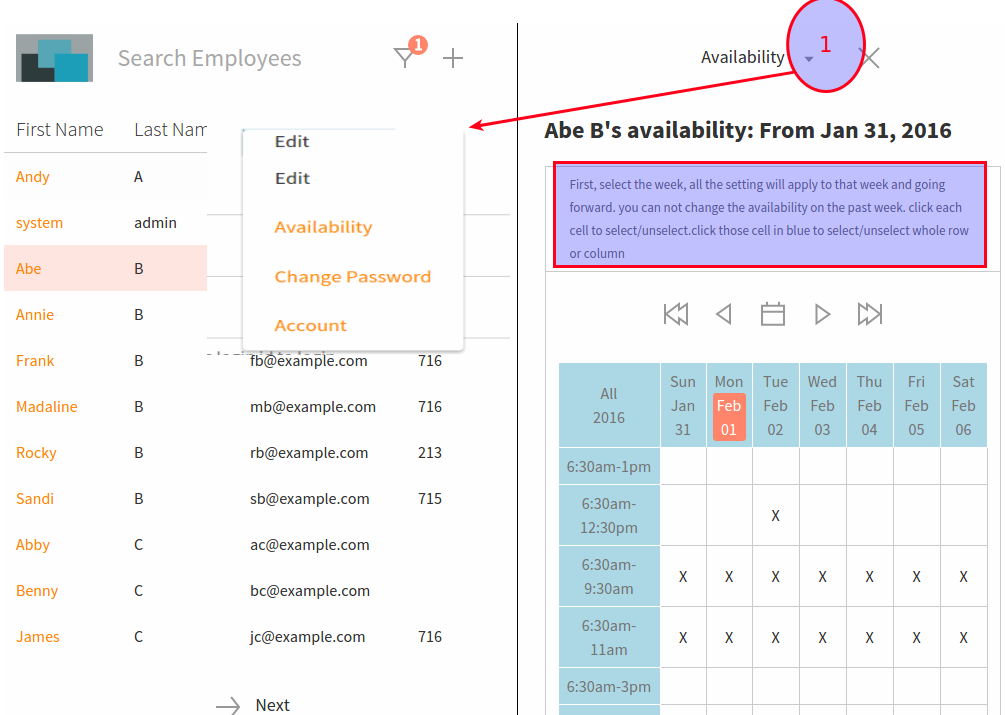 Search Employees
1
First Name Last Nam
Andy A
system admin
Abe B
Annie B
Frank B fb@example.com 716
Madaline B mb@example.com 716
Rocky B rb@example.com 213
Sandi B sb@example.com 715
Abby C ac@example.com
Benny C bc@example.com
James C jc@example.com 716
Next
Edit
Edit
Availability
Change Password
Account
Availability
1
Abe B's availability: From Jan 31, 2016
First, select the week, all the setting will apply to that week and going
forward. you can not change the availability on the past week. click each
cell to select/unselect.click those cell in blue to select/unselect whole row
or column
All Sun Mon Tue Wed Thu Fri Sat
2016 Jan Feb Feb Feb Feb Feb Feb
31 01 02 03 04 05 06
6:30am-1pm
6:30am-
12:30pm X
6:30am-
9:30am X X X X X X X
6:30am-
11am X X X X X X X
6:30am-3pm